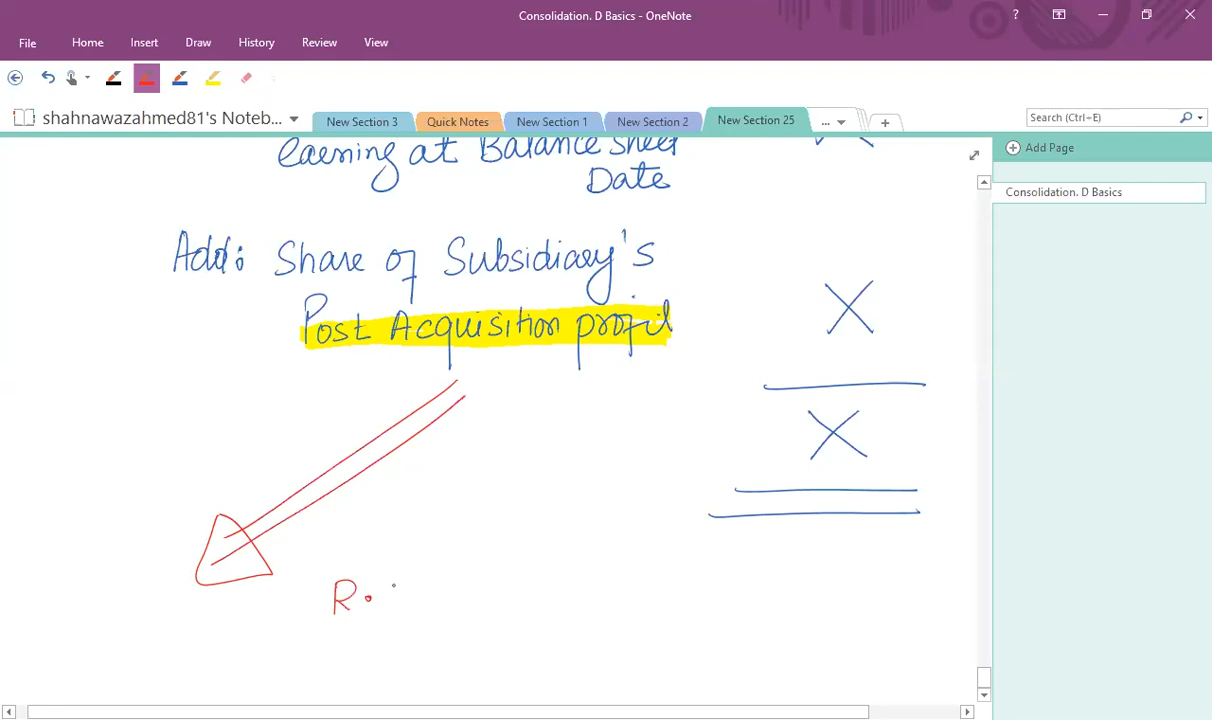 Consolidation. D Basics - OneNote
?
File Home Insert Draw History Review View
shahnawazahmed81's Noteb...
New Section 3
Quick Notes
New Section 1
New Section 2
New Section 25
...
Search (Ctrl+E)
Add Page
Consolidation. D Basics
Earning at Balance sheet
Date
Add: Share of Subsidiary's
Post Acquisition profit
X
X
R.